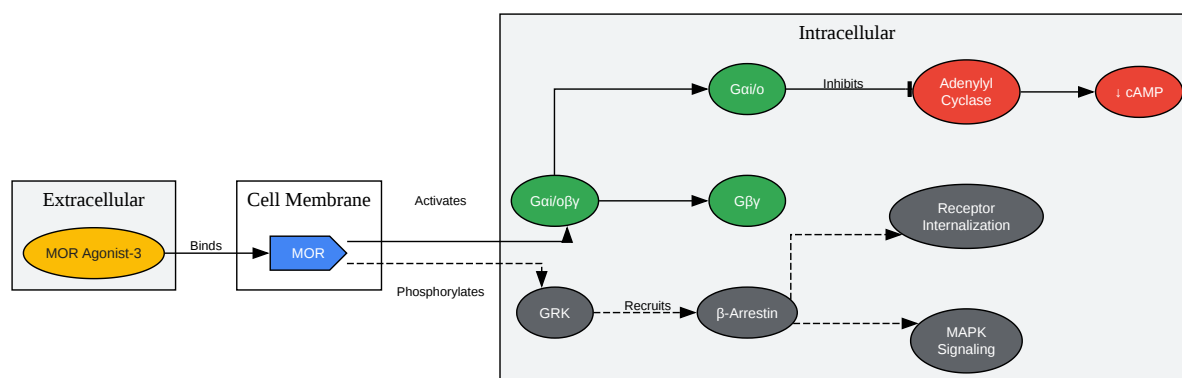 Intracellular
Gαi/o
Inhibits
Adenylyl
Cyclase
↓ cAMP
Extracellular
Cell Membrane
Activates
Gαi/oβγ
Gβγ
Receptor
Internalization
MOR Agonist-3
Binds
MOR
Phosphorylates
GRK
Recruits
β-Arrestin
MAPK
Signaling